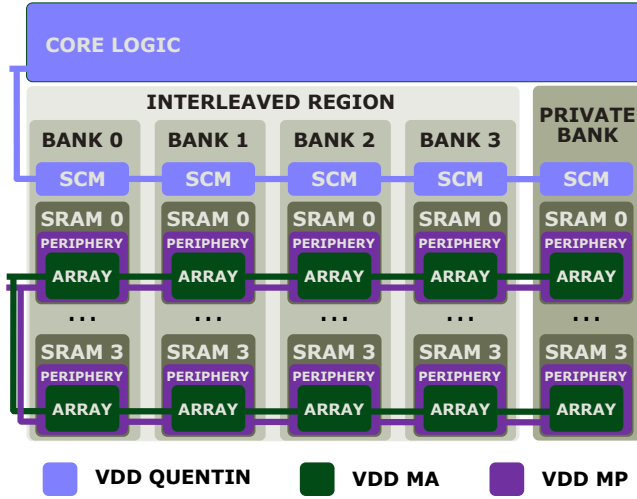 CORE LOGIC
INTERLEAVED REGION
PRIVATE
BANK
BANK 0 BANK 1 BANK 2 BANK 3
SCM SCM SCM SCM SCM
SRAM 0 SRAM 0 SRAM 0 SRAM 0 SRAM 0
PERIPHERY PERIPHERY PERIPHERY PERIPHERY PERIPHERY
ARRAY ARRAY ARRAY ARRAY ARRAY
... ... ... ... ...
SRAM 3 SRAM 3 SRAM 3 SRAM 3 SRAM 3
PERIPHERY PERIPHERY PERIPHERY PERIPHERY PERIPHERY
ARRAY ARRAY ARRAY ARRAY ARRAY
VDD QUENTIN VDD MA VDD MP